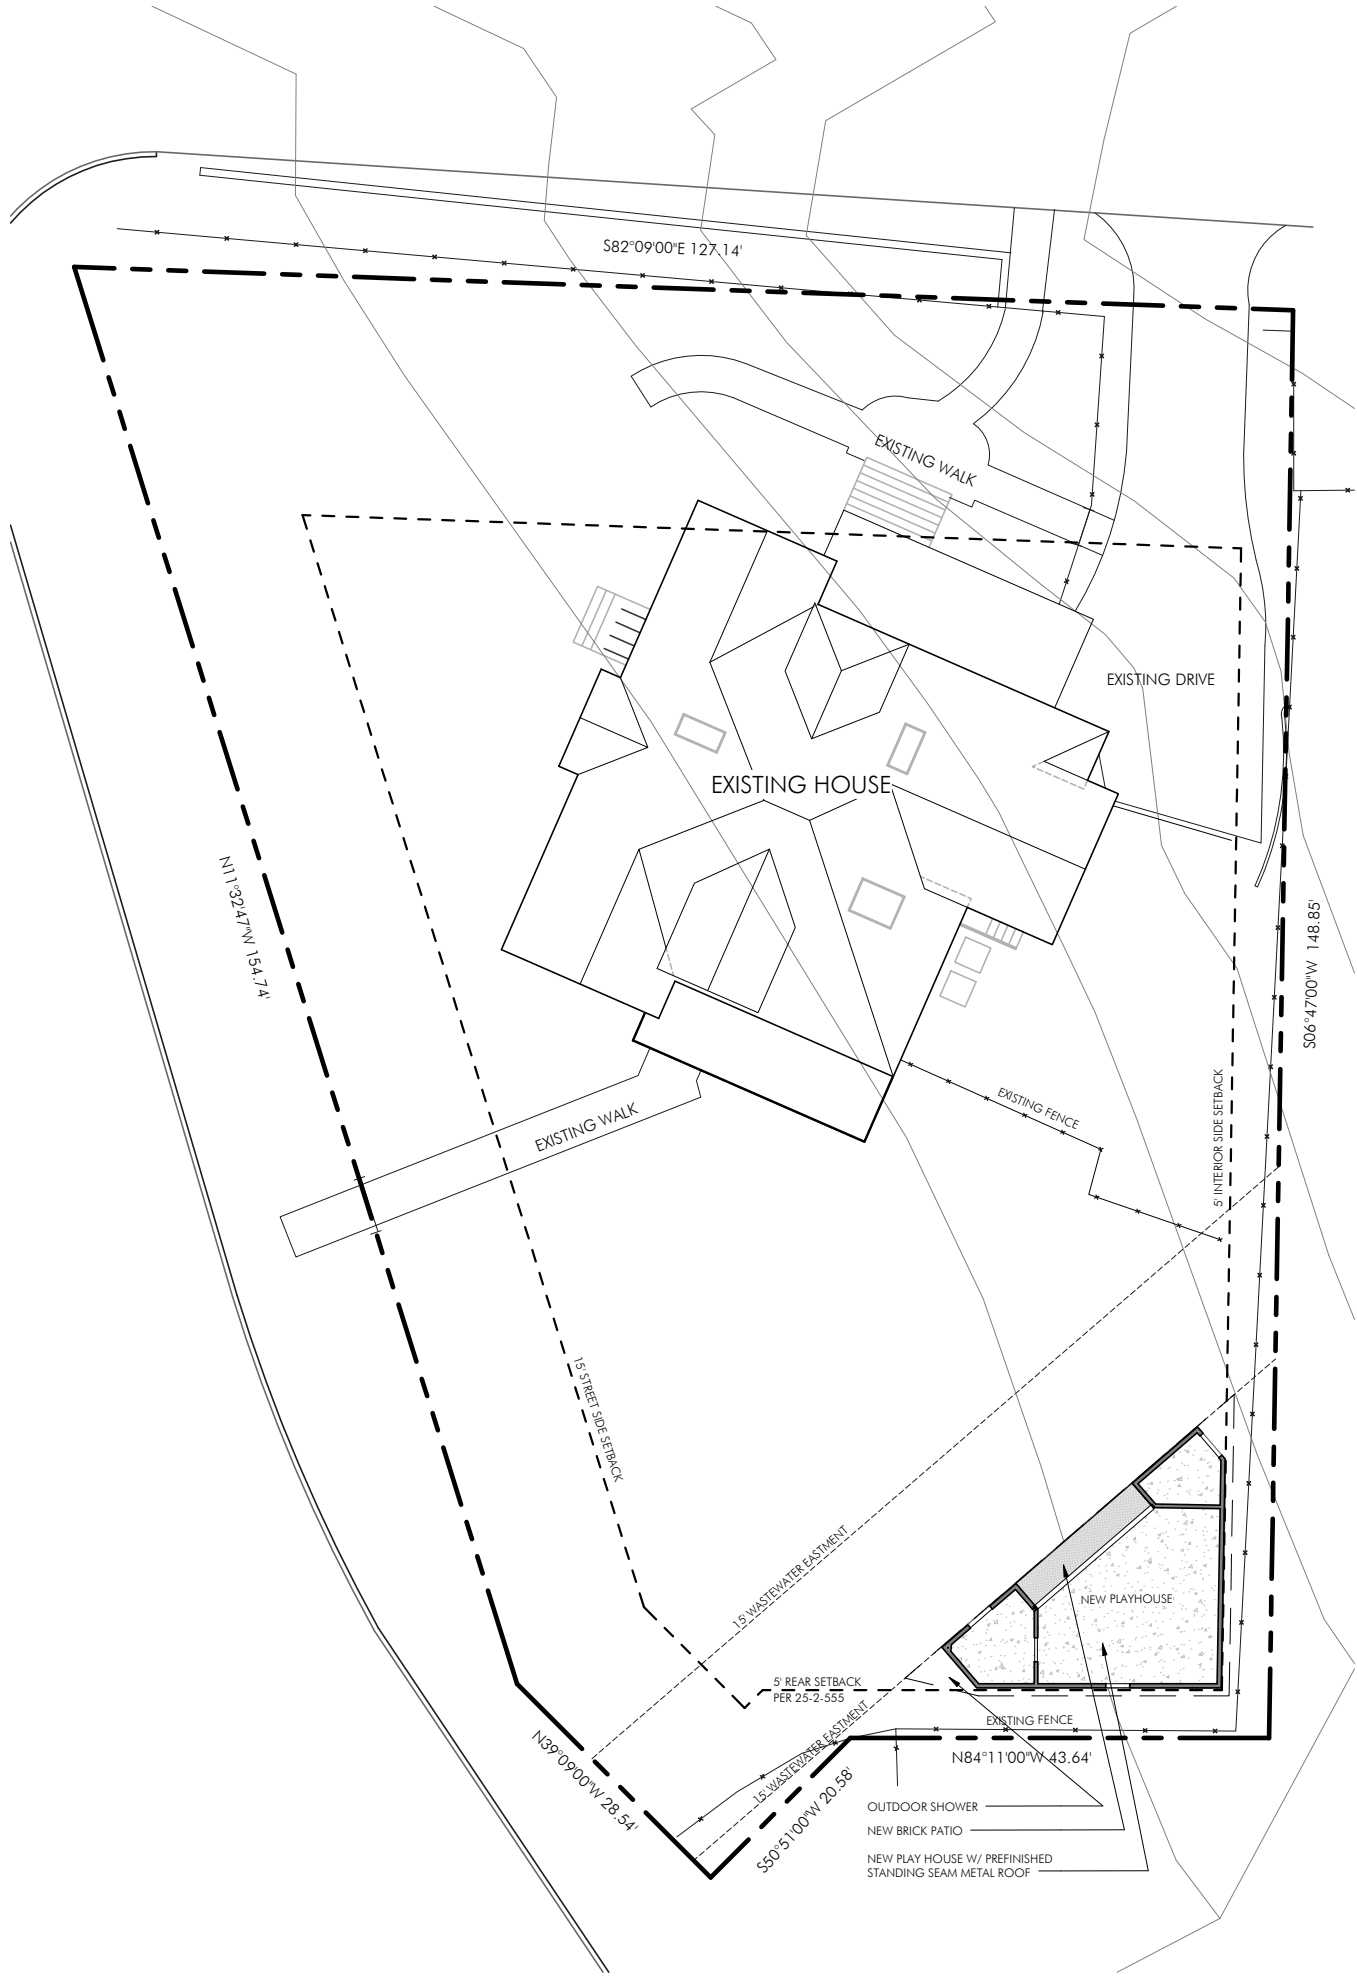 S82°09'00"E 127.14'
EXISTING WALK
EXISTING DRIVE
EXISTING HOUSE
N11°32'47"W 154.74'
S06°47'00"W 148.85'
5' INTERIOR SIDE SETBACK
EXISTING FENCE
EXISTING WALK
15' STREET SIDE SETBACK
15' WASTEWATER EASTMENT
NEW PLAYHOUSE
5' REAR SETBACK
PER 25-2-555
15' WASTEWATER EASTMENT
EXISTING FENCE
N39°09'00"W 28.54'
S50°51'00"W 20.58'
N84°11'00"W 43.64'
OUTDOOR SHOWER
NEW BRICK PATIO
NEW PLAY HOUSE W/ PREFINISHED
STANDING SEAM METAL ROOF